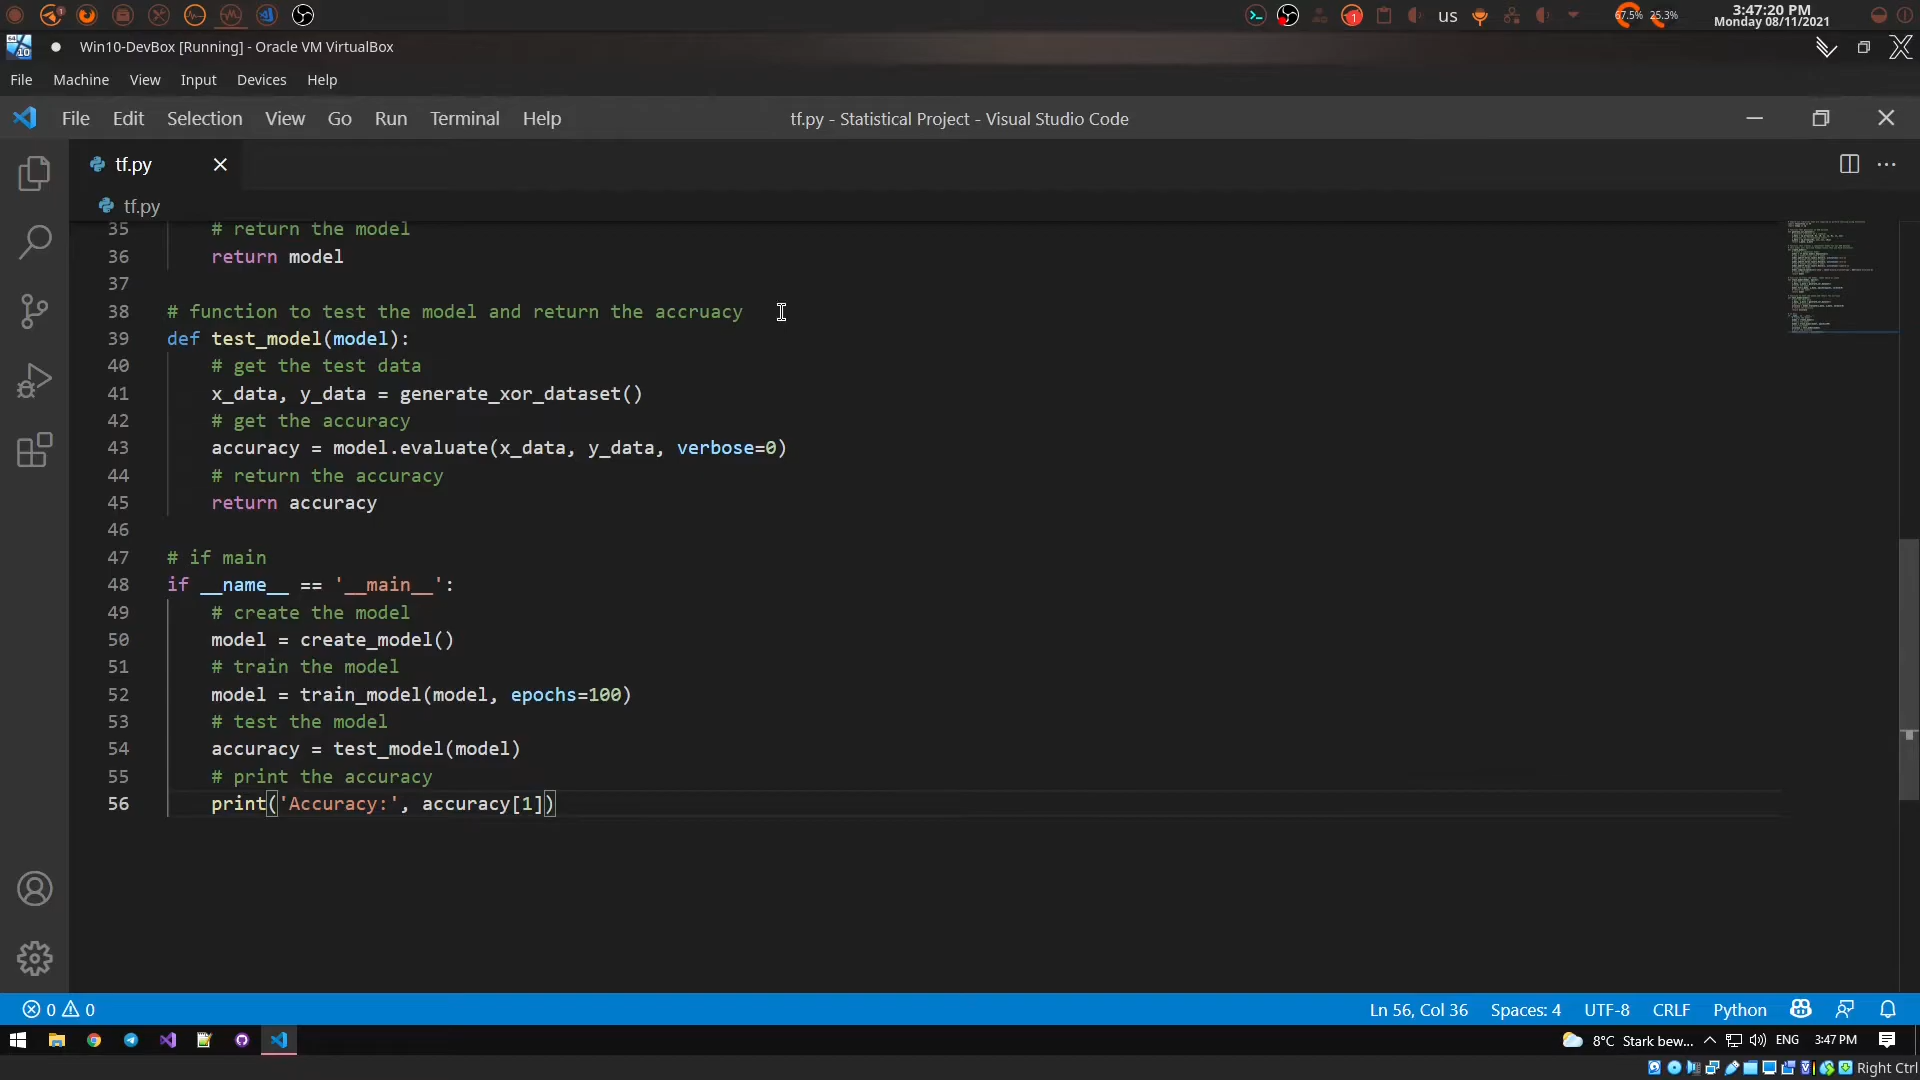 us
67.5% 25.3%
3:47:20 PM
Monday 08/11/2021
Win10-DevBox [Running] - Oracle VM VirtualBox
File Machine View Input Devices Help
File Edit Selection View Go Run Terminal Help
tf.py - Statistical Project - Visual Studio Code
tf.py
tf.py
35 # return the model
36 return model
37
38 # function to test the model and return the accruacy
39 def test_model(model):
40 # get the test data
41 x_data, y_data = generate_xor_dataset()
42 # get the accuracy
43 accuracy = model.evaluate(x_data, y_data, verbose=0)
44 # return the accuracy
45 return accuracy
46
47 # if main
48 if __name__ == '__main__':
49 # create the model
50 model = create_model()
51 # train the model
52 model = train_model(model, epochs=100)
53 # test the model
54 accuracy = test_model(model)
55 # print the accuracy
56 print('Accuracy:', accuracy[1])
0 0
Ln 56, Col 36 Spaces: 4 UTF-8 CRLF Python
8°C Stark bew... ENG 3:47 PM
Right Ctrl